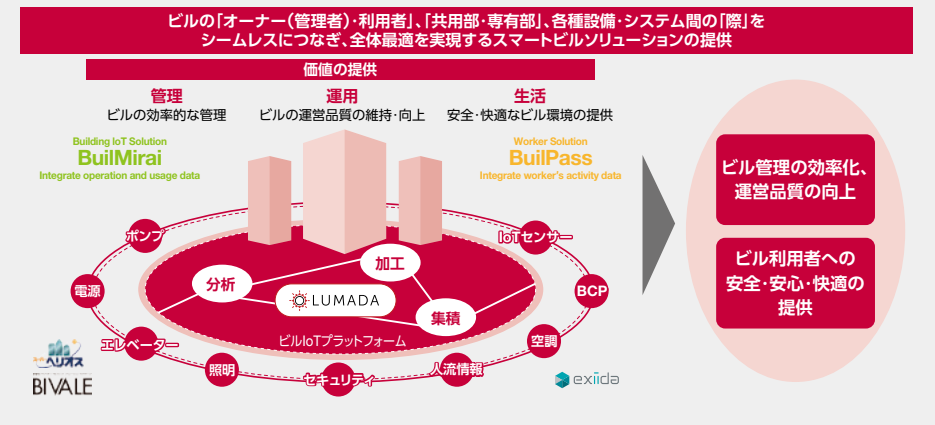 ビルの「オーナー（管理者）・利用者」、「共用部・専有部」、各種設備・システム間の「際」を
シームレスにつなぎ、全体最適を実現するスマートビルソリューションの提供
価値の提供
管理
ビルの効率的な管理
運用
ビルの運営品質の維持・向上
生活
安全・快適なビル環境の提供
Building IoT Solution
BuilMirai
Integrate operation and usage data
Worker Solution
BuilPass
Integrate worker's activity data
ポンプ
IoTセンサー
電源
BCP
エレベーター
空調
照明
人流情報
セキュリティ
分析
加工
集積
LUMADA
ビルIoTプラットフォーム
ヘリオス
BIVALE
exiida
ビル管理の効率化、
運営品質の向上
ビル利用者への
安全・安心・快適の
提供